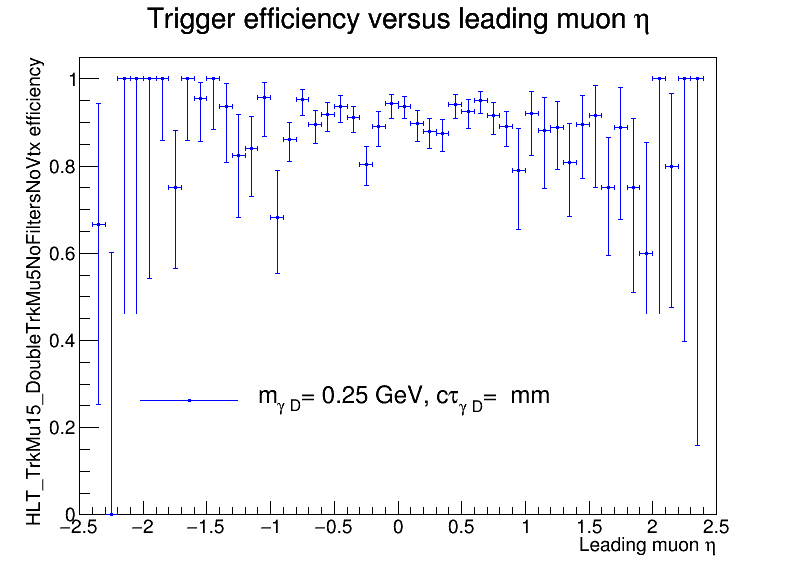 Trigger efficiency versus leading muon η
HLT_TrkMu15_DoubleTrkMu5NoFiltersNoVtx efficiency
1
0.8
0.6
0.4
0.2
0
m_γ D= 0.25 GeV, cτ_γ D=  mm
−2.5 −2 −1.5 −1 −0.5 0 0.5 1 1.5 2 2.5
Leading muon η